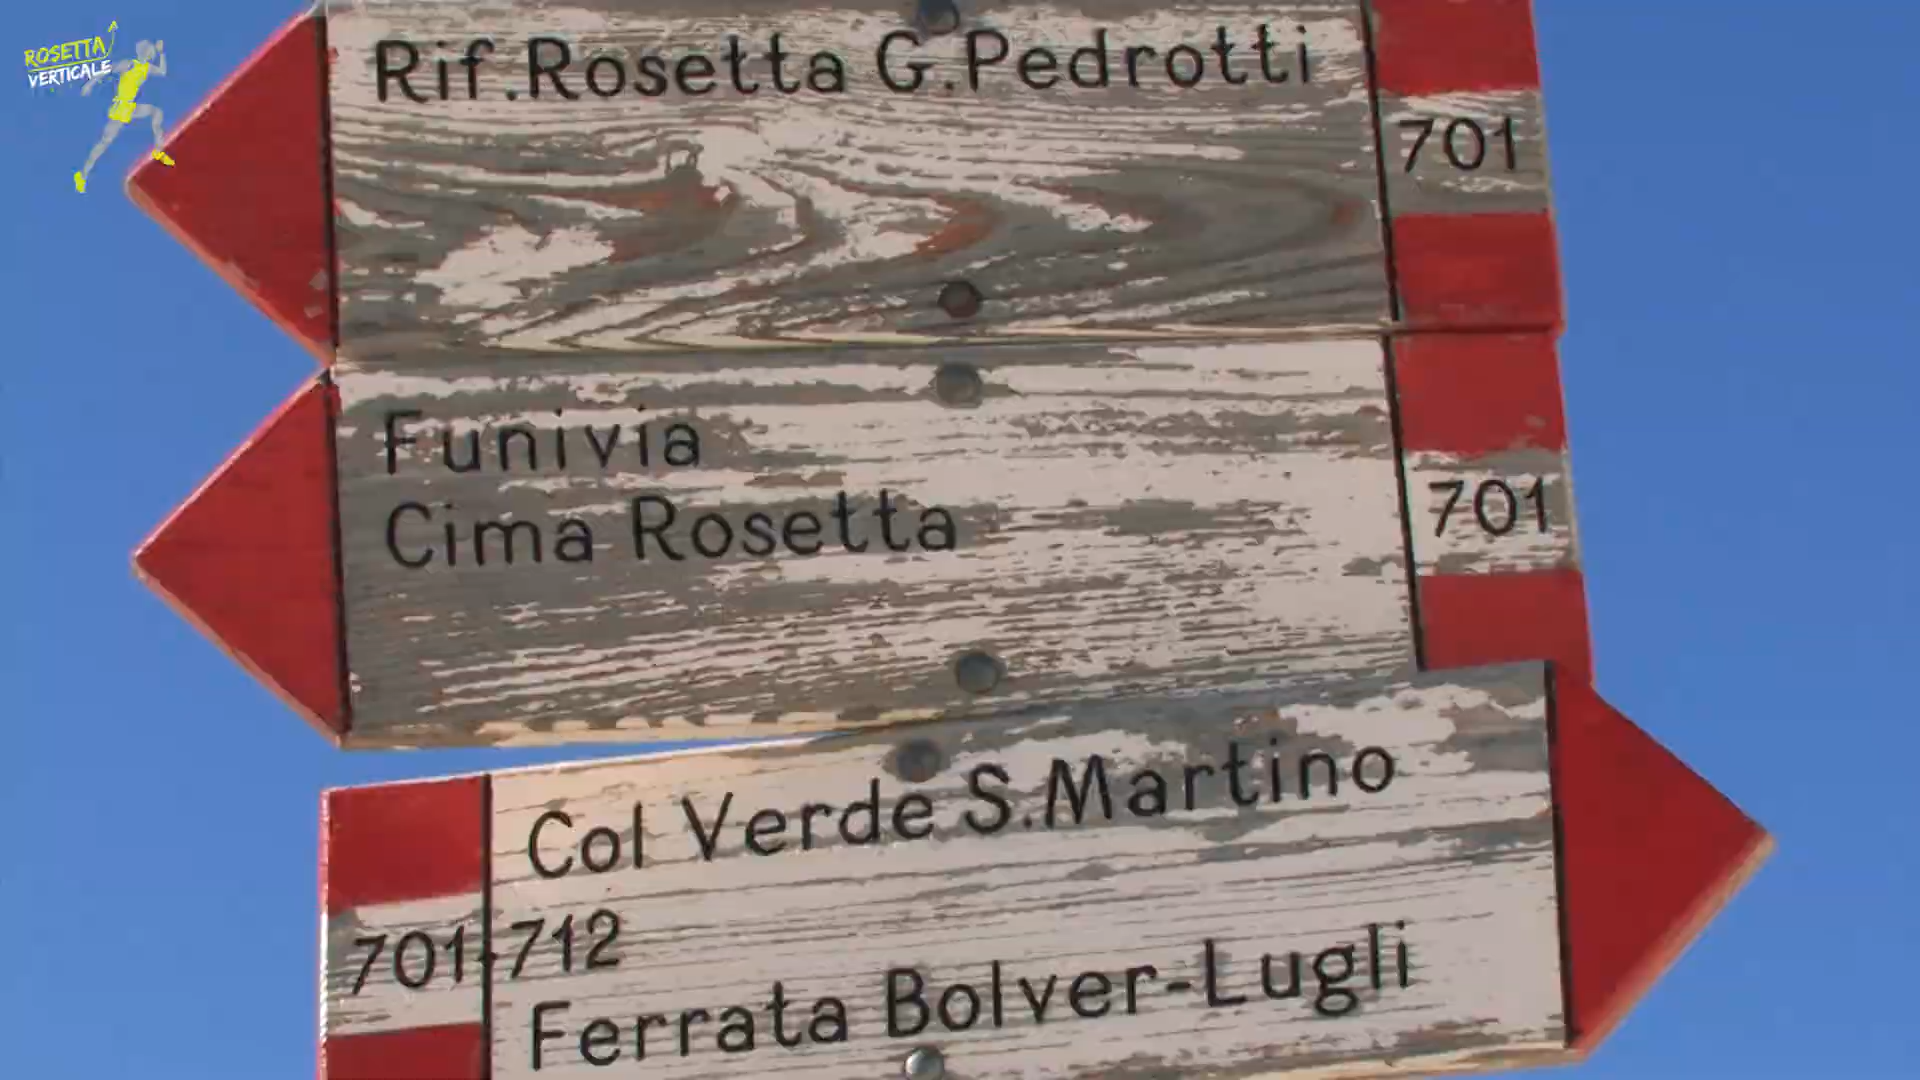 ROSETTA
VERTICALE
Rif.Rosetta G.Pedrotti
701
Funivia
Cima Rosetta
701
Col Verde S.Martino
701-712
Ferrata Bolver-Lugli